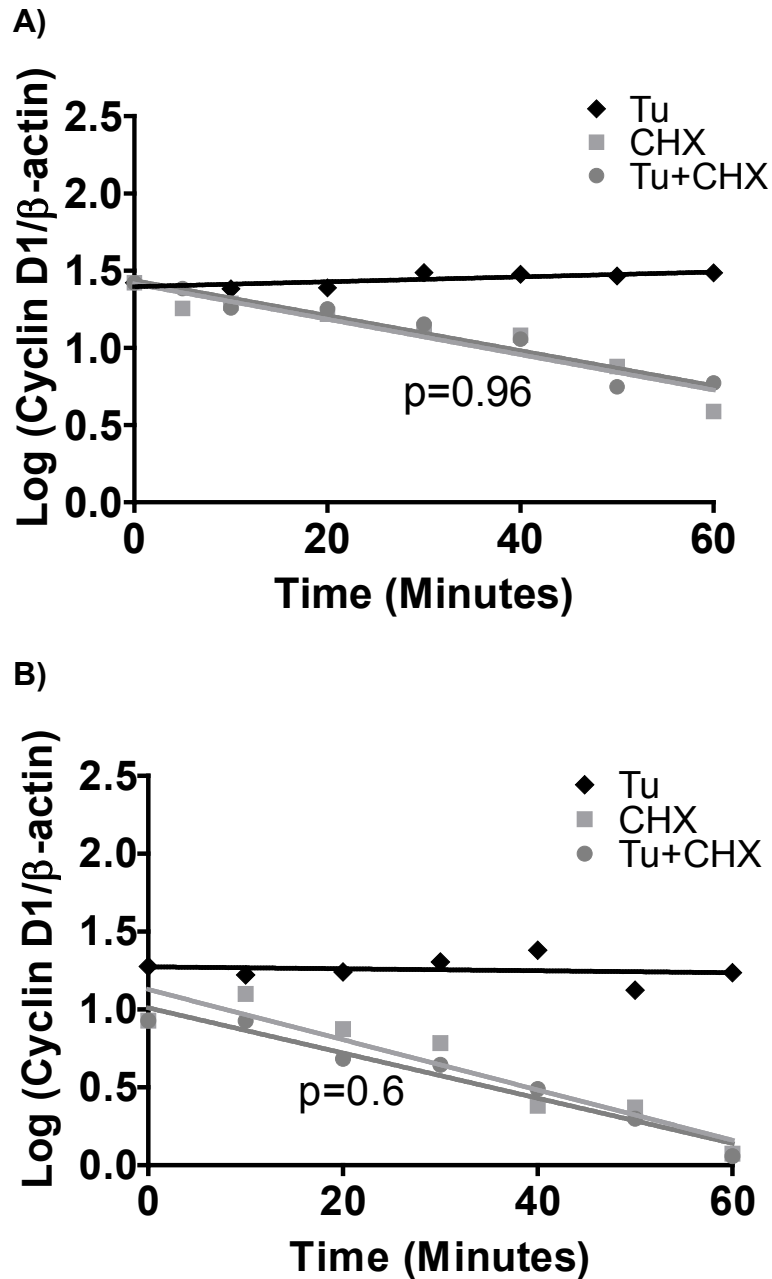 A)
Log (Cyclin D1/β-actin)
2.5
2.0
1.5
1.0
0.5
0.0
0 20 40 60
Time (Minutes)
Tu
CHX
Tu+CHX
p=0.96
B)
Log (Cyclin D1/β-actin)
2.5
2.0
1.5
1.0
0.5
0.0
0 20 40 60
Time (Minutes)
Tu
CHX
Tu+CHX
p=0.6